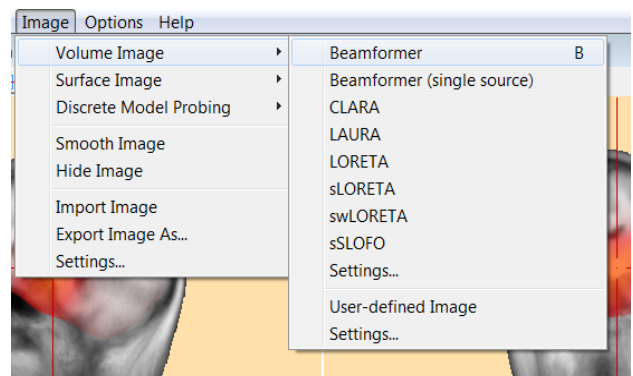 Image Options Help
Volume Image
Surface Image
Discrete Model Probing
Smooth Image
Hide Image
Import Image
Export Image As...
Settings...
Beamformer B
Beamformer (single source)
CLARA
LAURA
LORETA
sLORETA
swLORETA
sSLOFO
Settings...
User-defined Image
Settings...